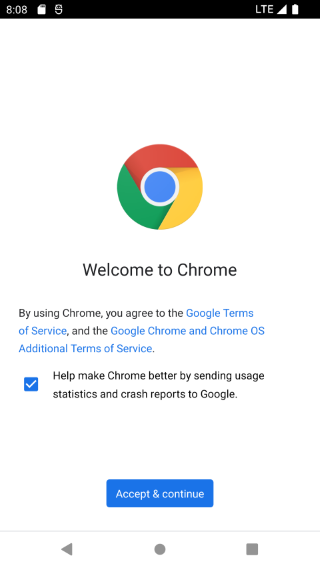 8:08 LTE
Welcome to Chrome
By using Chrome, you agree to the Google Terms
of Service, and the Google Chrome and Chrome OS
Additional Terms of Service.
Help make Chrome better by sending usage
statistics and crash reports to Google.
Accept & continue